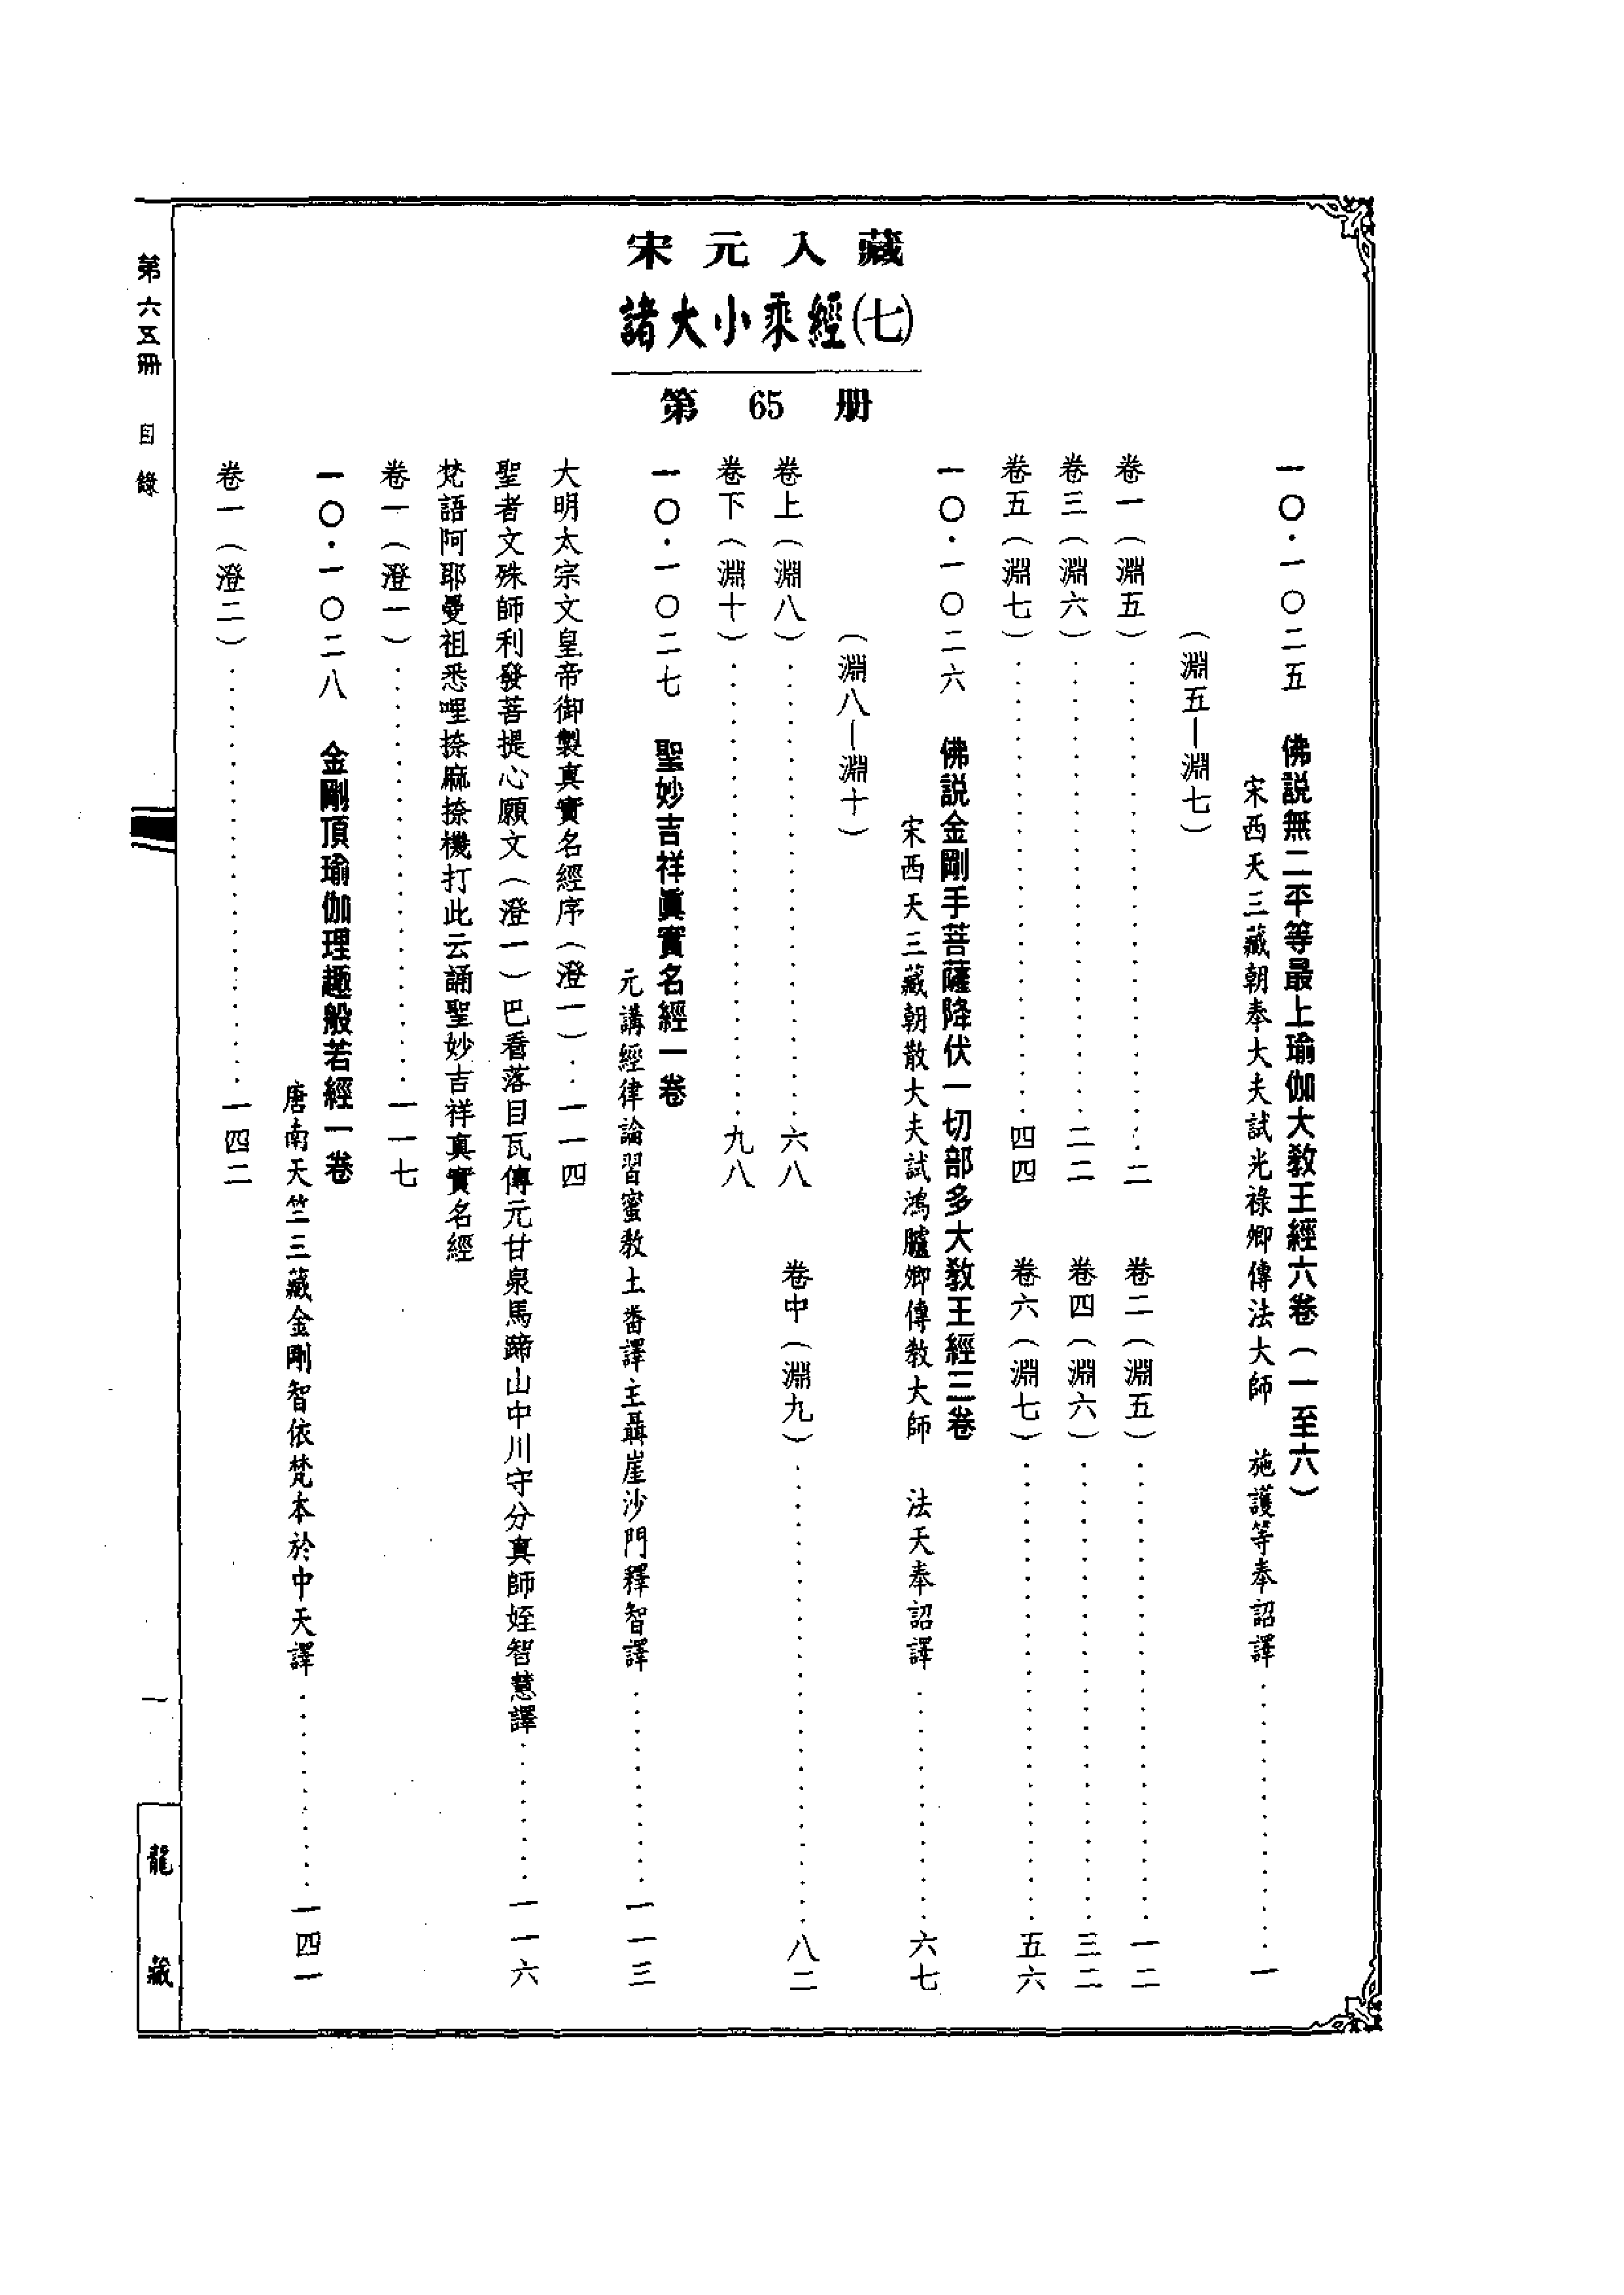 宋元入藏
諸大小乘經(七)
第 65 册
一〇·一〇二五 佛説無二平等最上瑜伽大教王經六卷(一至六)
宋西天三藏朝奉大夫試光祿卿傳法大師 施護等奉詔譯……一
(淵五—淵七)
卷一(淵五)……二 卷二(淵五)……一二
卷三(淵六)……二二 卷四(淵六)……三二
卷五(淵七)……四四 卷六(淵七)……五六
一〇·一〇二六 佛説金剛手菩薩降伏一切部多大教王經三卷
宋西天三藏朝散大夫試鴻臚卿傳教大師 法天奉詔譯……六七
(淵八—淵十)
卷上(淵八)……六八 卷中(淵九)……八二
卷下(淵十)……九八
一〇·一〇二七 聖妙吉祥眞實名經一卷
元講經律論習蜜教土番譯主聶崖沙門釋智譯……一一三
大明太宗文皇帝御製真實名經序(澄一)……一一四
聖者文殊師利發菩提心願文(澄一)巴看落目瓦傳元甘泉馬蹄山中川守分真師姪智慧譯……一一六
梵語阿耶曼祖悉哩捺麻捺機打此云誦聖妙吉祥真實名經
卷一(澄一)……一一七
一〇·一〇二八 金剛頂瑜伽理趣般若經一卷
唐南天竺三藏金剛智依梵本於中天譯……一四一
卷一(澄二)……一四二
第六五冊 目錄
一
龍藏